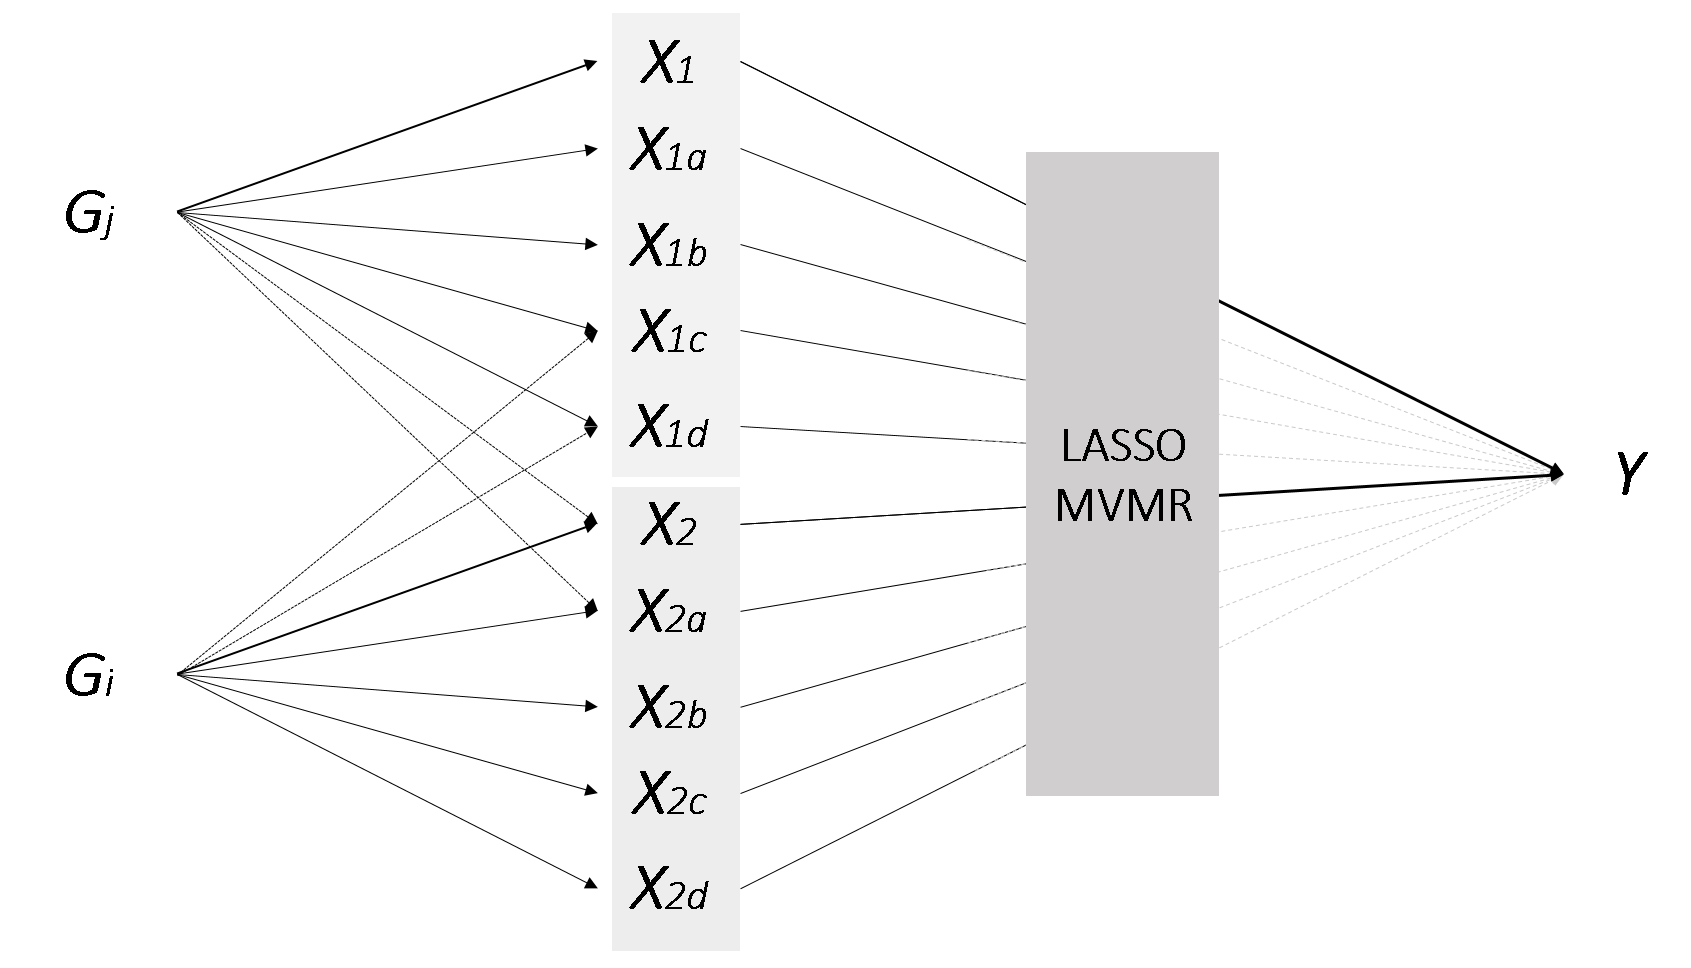 X1
X1a
Gj
X1b
X1c
X1d
LASSO
MVMR
Y
X2
X2a
Gi
X2b
X2c
X2d